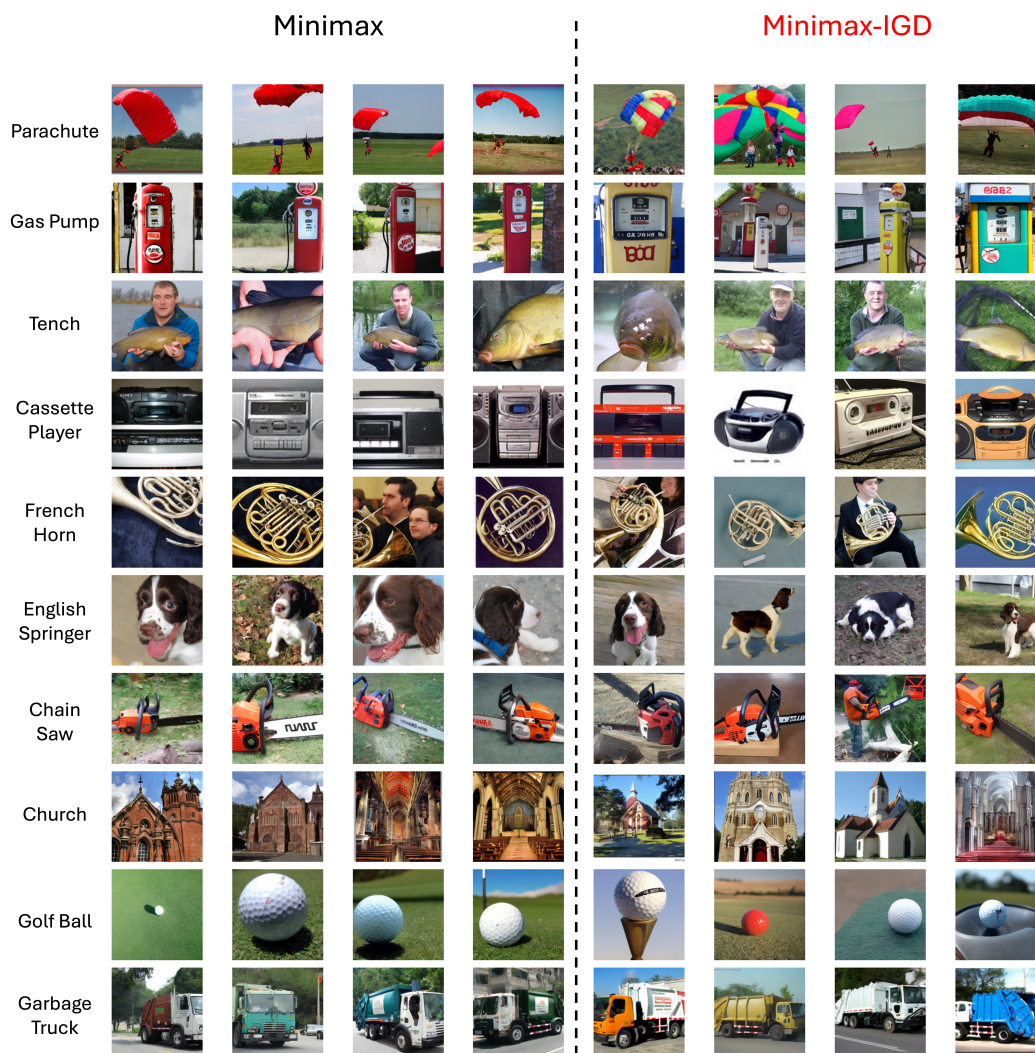 Minimax
Minimax-IGD
Parachute
Gas Pump
Tench
Cassette
Player
French
Horn
English
Springer
Chain
Saw
Church
Golf Ball
Garbage
Truck